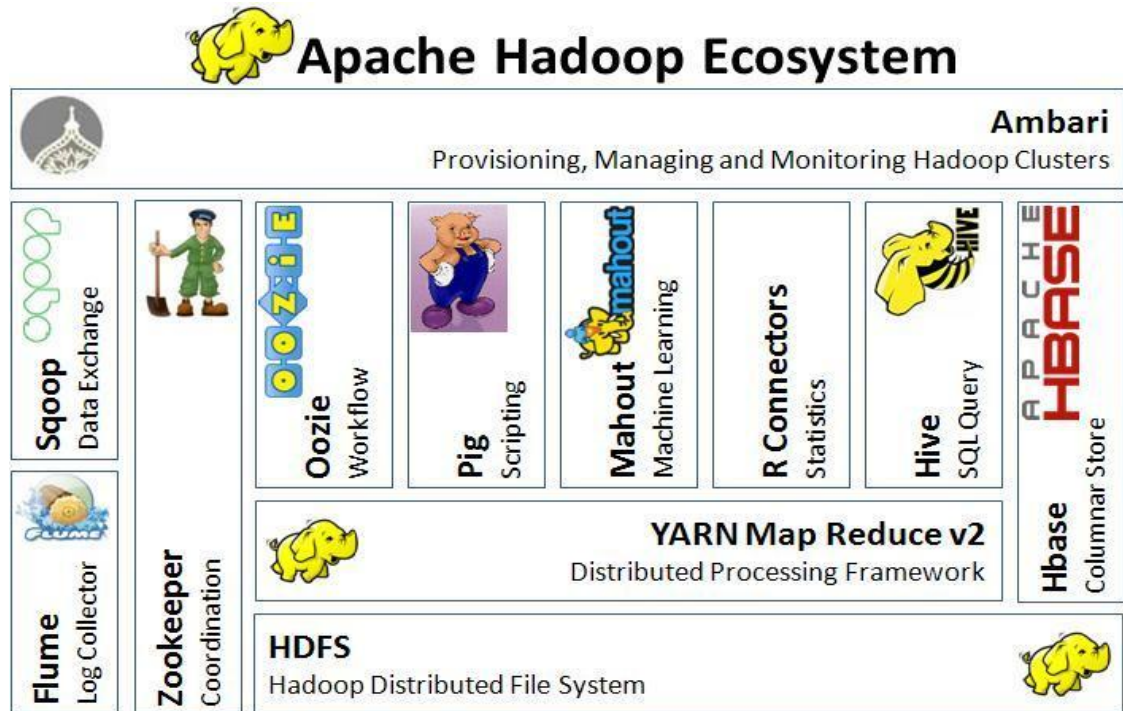 Apache Hadoop Ecosystem
Ambari
Provisioning, Managing and Monitoring Hadoop Clusters
sqoop
Sqoop
Data Exchange
FLUME
Flume
Log Collector
Zookeeper
Coordination
OOZIE
Oozie
Workflow
Pig
Scripting
mahout
Mahout
Machine Learning
R Connectors
Statistics
HIVE
Hive
SQL Query
APACHE
HBASE
Hbase
Columnar Store
YARN Map Reduce v2
Distributed Processing Framework
HDFS
Hadoop Distributed File System